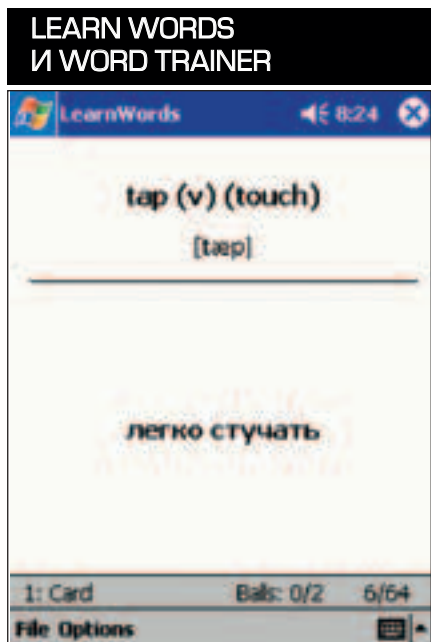 LEARN WORDS
И WORD TRAINER
LearnWords 8:24
tap (v) (touch)
[tæp]
легко стучать
1: Card Balls: 0/2 6/64
File Options